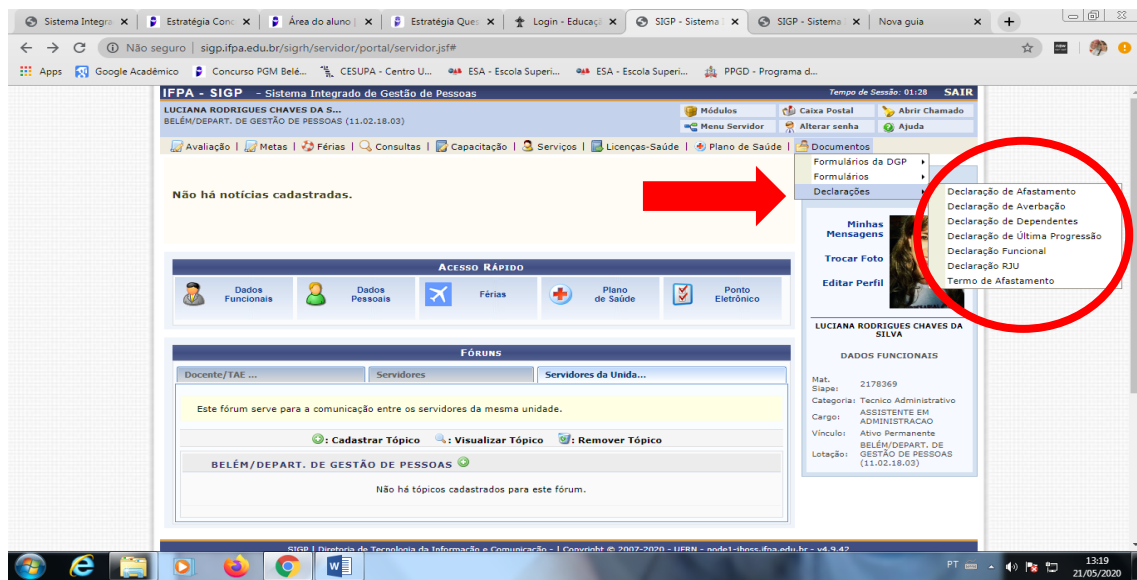 Sistema Integra
Estratégia Conc
Área do aluno |
Estratégia Ques
Login - Educaçã
SIGP - Sistema I
SIGP - Sistema I
Nova guia
Não seguro | sigp.ifpa.edu.br/sigrh/servidor/portal/servidor.jsf#
Apps
Google Acadêmico
Concurso PGM Belé...
CESUPA - Centro U...
ESA - Escola Superi...
ESA - Escola Superi...
PPGD - Programa d...
IFPA - SIGP - Sistema Integrado de Gestão de Pessoas
Tempo de Sessão: 01:28 SAIR
LUCIANA RODRIGUES CHAVES DA S...
BELÉM/DEPART. DE GESTÃO DE PESSOAS (11.02.18.03)
Módulos
Caixa Postal
Abrir Chamado
Menu Servidor
Alterar senha
Ajuda
Avaliação | Metas | Férias | Consultas | Capacitação | Serviços | Licenças-Saúde | Plano de Saúde | Documentos
Formulários da DGP
Formulários
Declarações
Declaração de Afastamento
Declaração de Averbação
Declaração de Dependentes
Declaração de Última Progressão
Declaração Funcional
Declaração RJU
Termo de Afastamento
Não há notícias cadastradas.
Minhas
Mensagens
Trocar Foto
Editar Perfil
ACESSO RÁPIDO
Dados
Funcionais
Dados
Pessoais
Férias
Plano
de Saúde
Ponto
Eletrônico
LUCIANA RODRIGUES CHAVES DA
SILVA
DADOS FUNCIONAIS
Mat.
Siape: 2178369
Categoria: Tecnico Administrativo
Cargo: ASSISTENTE EM
ADMINISTRACAO
Vínculo: Ativo Permanente
Lotação: BELÉM/DEPART. DE
GESTÃO DE PESSOAS
(11.02.18.03)
FÓRUNS
Docente/TAE ...
Servidores
Servidores da Unida...
Este fórum serve para a comunicação entre os servidores da mesma unidade.
: Cadastrar Tópico : Visualizar Tópico : Remover Tópico
BELÉM/DEPART. DE GESTÃO DE PESSOAS
Não há tópicos cadastrados para este fórum.
SIGP | Diretoria de Tecnologia da Informação e Comunicação - | Copyright © 2007-2020 - UFRN - node1-jboss.ifpa.edu.br - v4.9.42
PT
13:19
21/05/2020